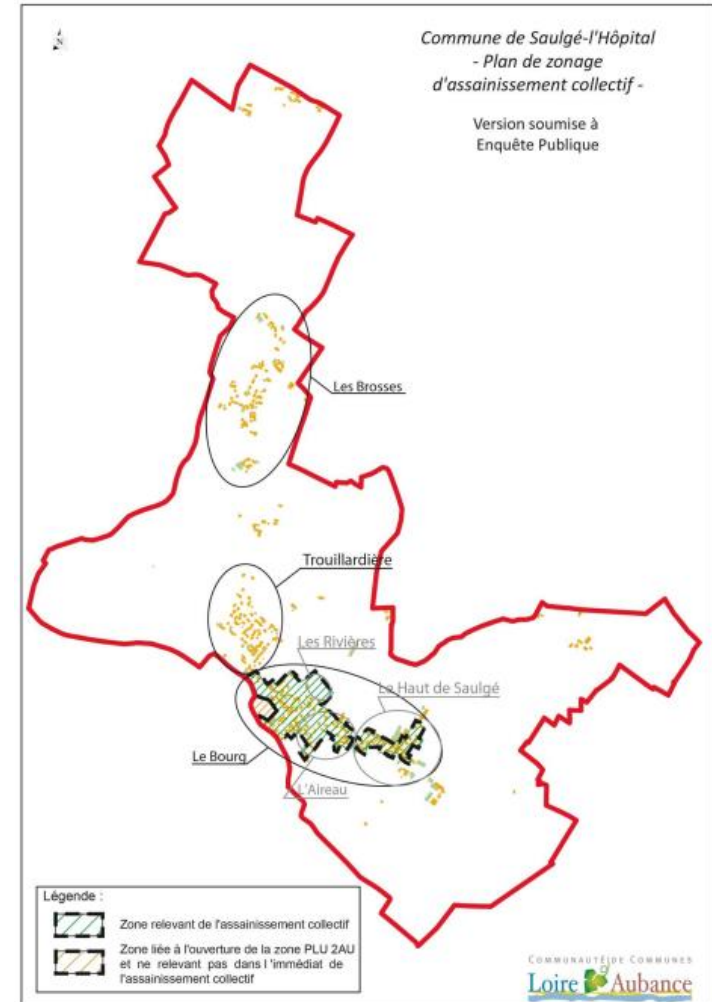 N
Commune de Saulgé-l'Hôpital
- Plan de zonage
d'assainissement collectif -
Version soumise à
Enquête Publique
Les Brosses
Trouillardière
Les Rivières
Le Haut de Saulgé
Le Bourg
L'Aireau
Légende :
Zone relevant de l'assainissement collectif
Zone liée à l'ouverture de la zone PLU 2AU
et ne relevant pas dans l'immédiat de
l'assainissement collectif
COMMUNAUTÉ DE COMMUNES
Loire Aubance